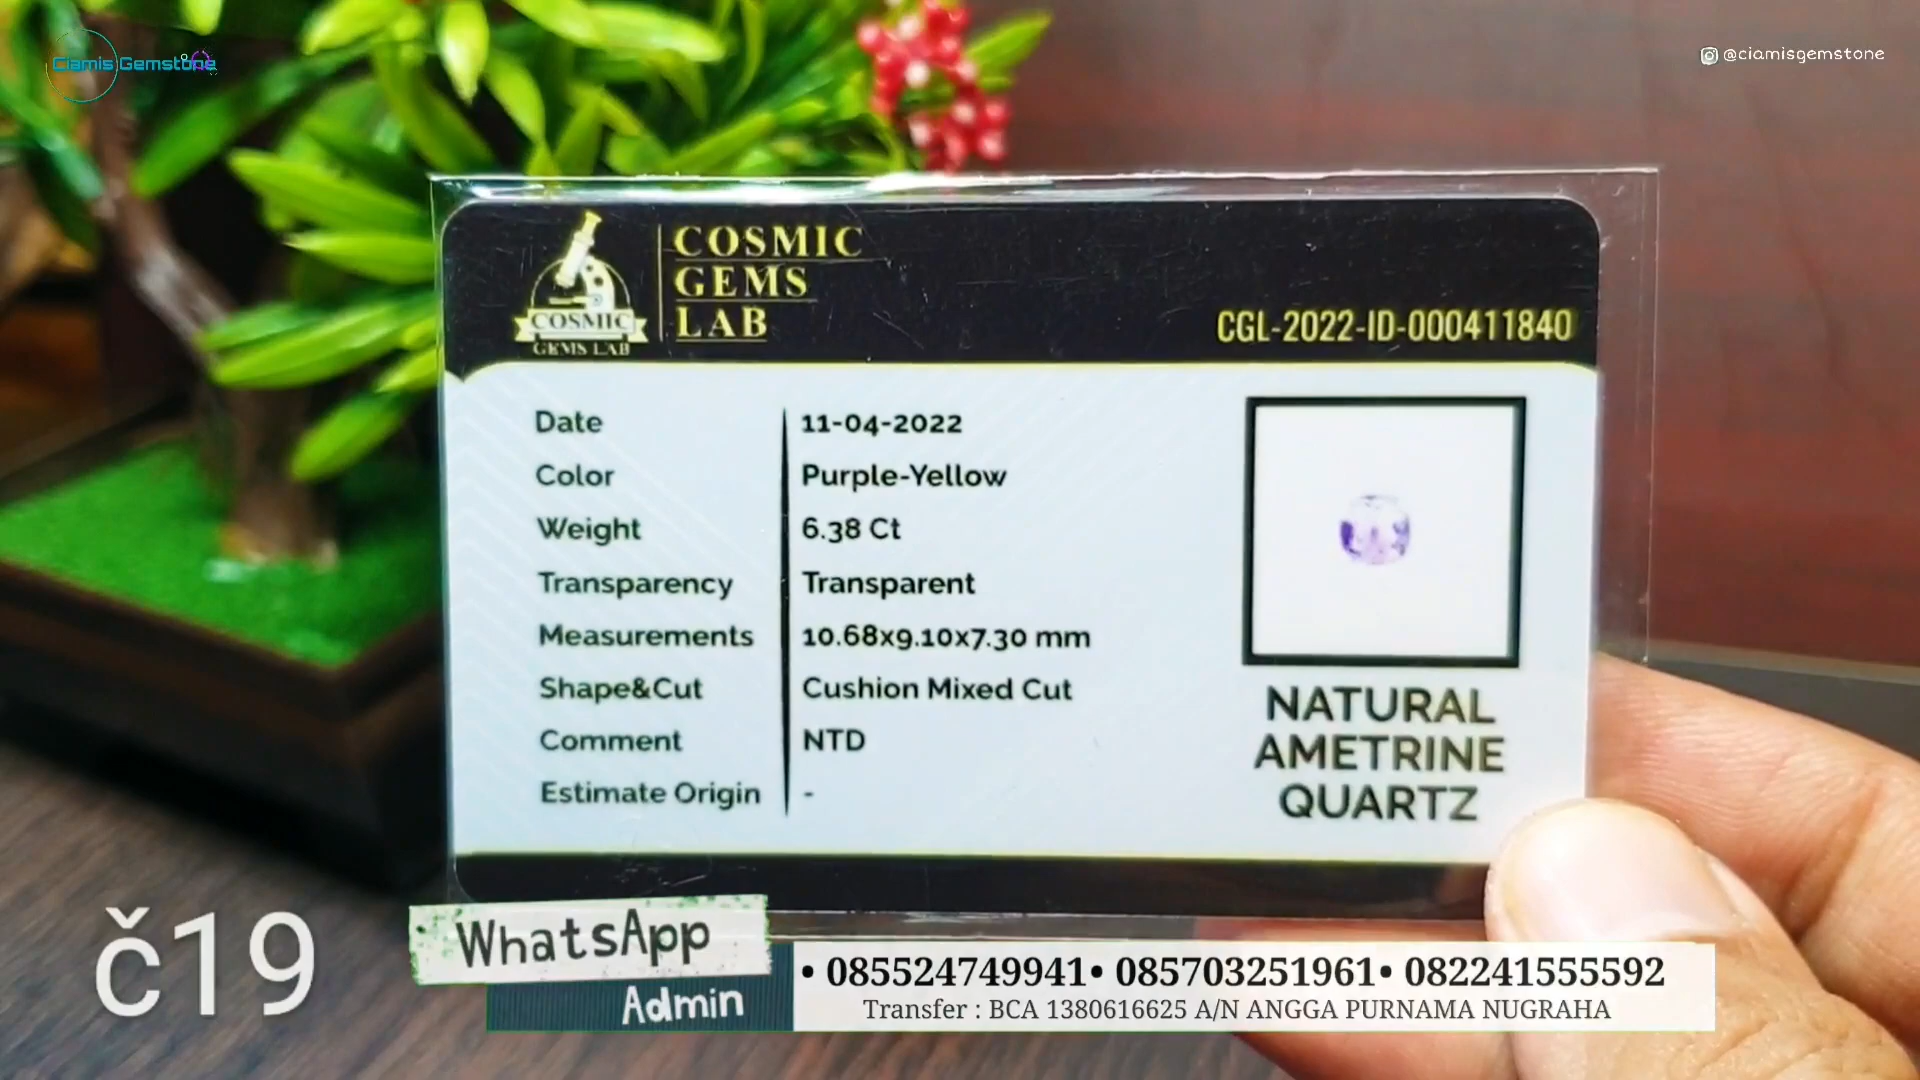 Ciamis Gemstone
@ciamisgemstone
COSMIC
GEMS LAB
COSMIC
GEMS
LAB
CGL-2022-ID-000411840
Date 11-04-2022
Color Purple-Yellow
Weight 6.38 Ct
Transparency Transparent
Measurements 10.68x9.10x7.30 mm
Shape&Cut Cushion Mixed Cut
Comment NTD
Estimate Origin -
NATURAL
AMETRINE
QUARTZ
č19
WhatsApp
Admin
• 085524749941• 085703251961• 082241555592
Transfer : BCA 1380616625 A/N ANGGA PURNAMA NUGRAHA